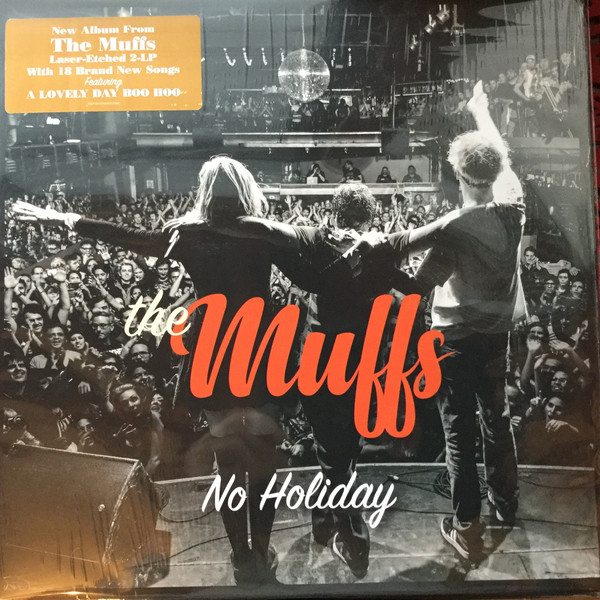 New Album From
The Muffs
Laser-Etched 2-LP
With 18 Brand New Songs
Featuring
A LOVELY DAY BOO HOO
the
Muffs
No Holiday